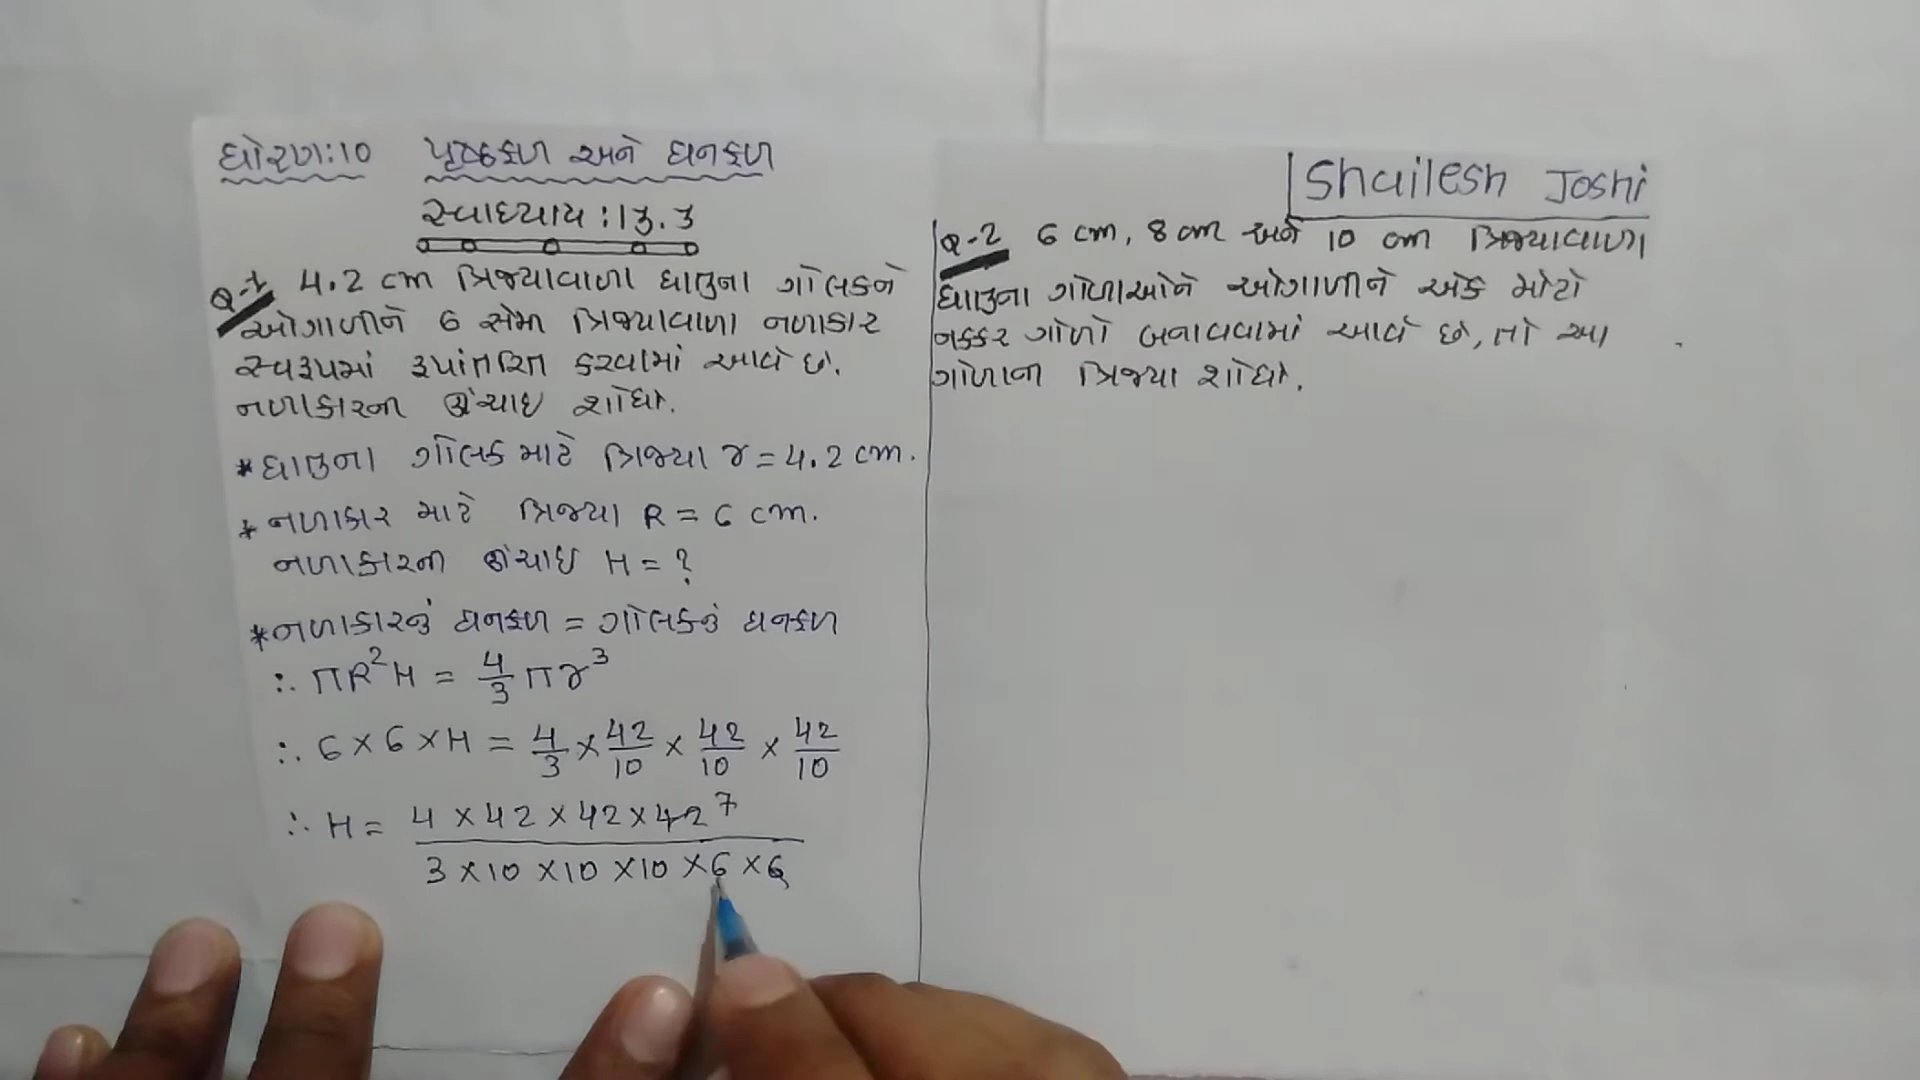 ધોરણ:10 પૃષ્ઠફળ અને ઘનફળ
સ્વાધ્યાય:13.3
Q-1 4.2 cm ત્રિજ્યાવાળા ધાતુના ગોલકને
ઓગાળીને 6 સેમી ત્રિજ્યાવાળા નળાકાર
સ્વરૂપમાં રૂપાંતરિત કરવામાં આવે છે.
નળાકારની ઊંચાઇ શોધો.
*ધાતુના ગોલક માટે ત્રિજ્યા r = 4.2 cm.
*નળાકાર માટે ત્રિજ્યા R = 6 cm.
નળાકારની ઊંચાઇ H = ?
*નળાકારનું ઘનફળ = ગોલકનું ઘનફળ
∴ πR²H = 4/3 πr³
∴ 6 × 6 × H = 4/3 × 42/10 × 42/10 × 42/10
∴ H = 4 × 42 × 42 × 42 7
3 × 10 × 10 × 10 × 6 × 6
Shailesh Joshi
Q-2 6 cm, 8 cm અને 10 cm ત્રિજ્યાવાળા
ધાતુના ગોળાઓને ઓગાળીને એક મોટો
નક્કર ગોળો બનાવવામાં આવે છે, તો આ
ગોળાની ત્રિજ્યા શોધો.